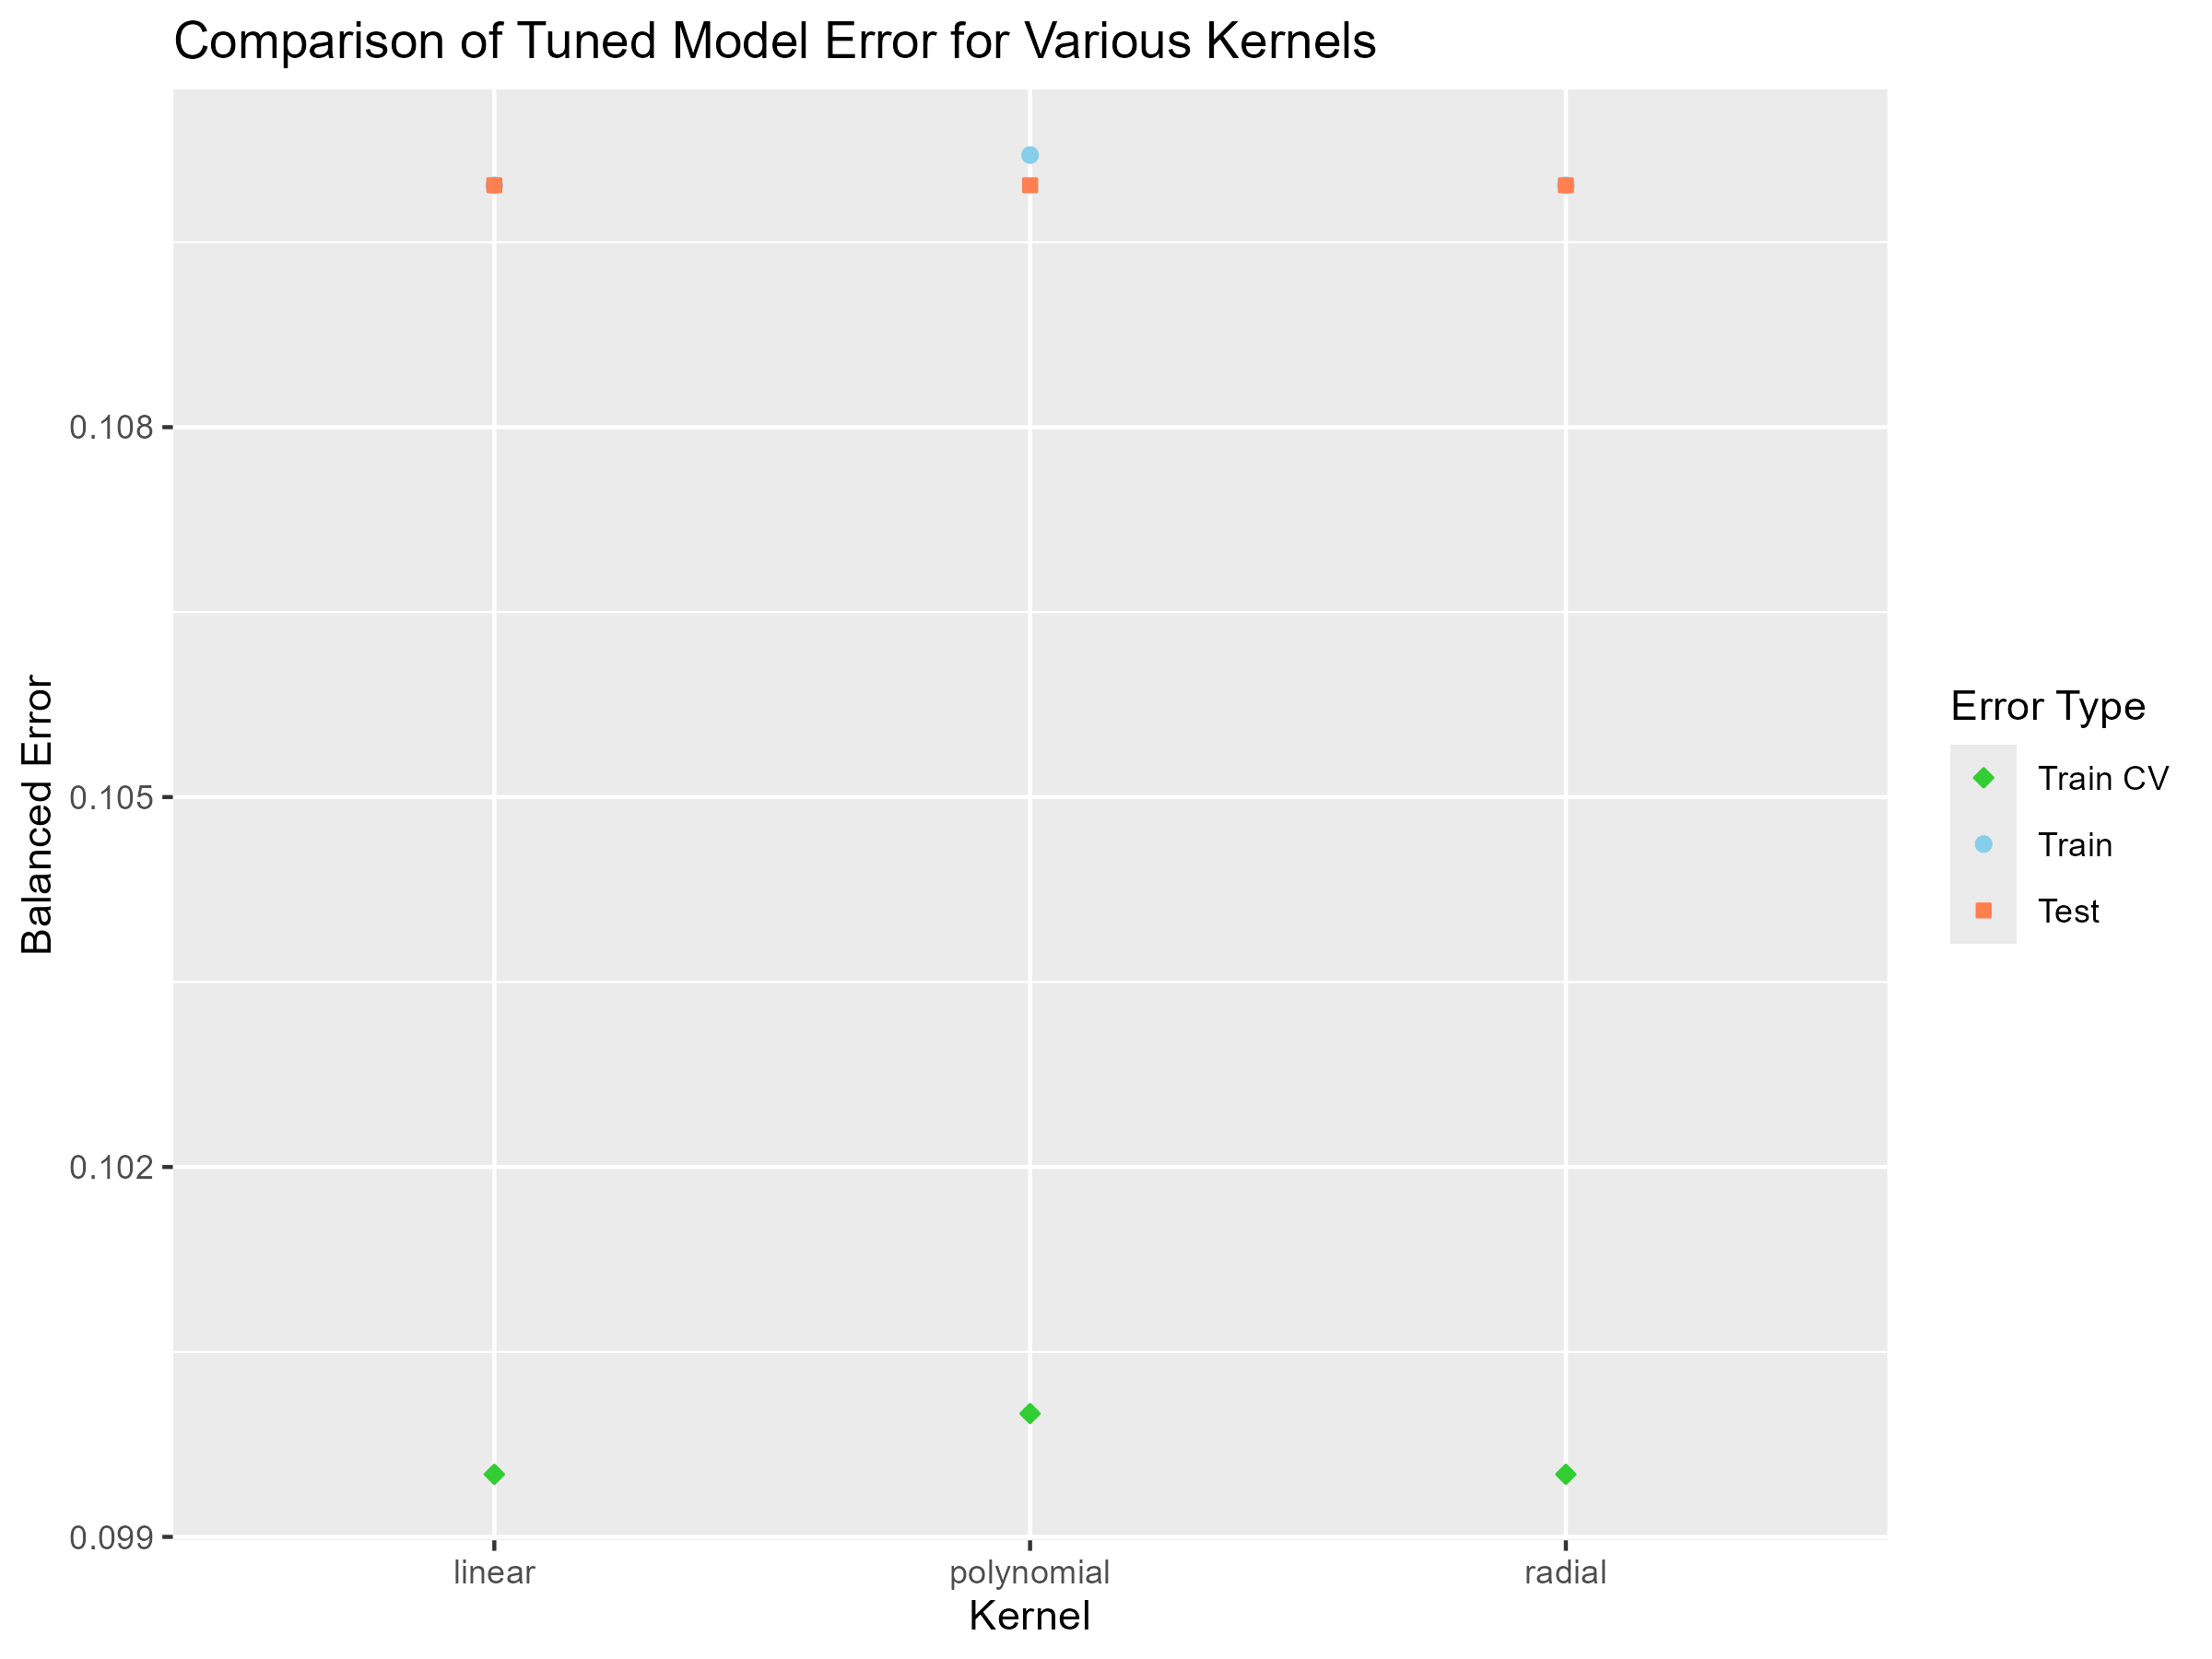 Comparison of Tuned Model Error for Various Kernels
Balanced Error
0.108
0.105
0.102
0.099
linear
polynomial
radial
Kernel
Error Type
Train CV
Train
Test